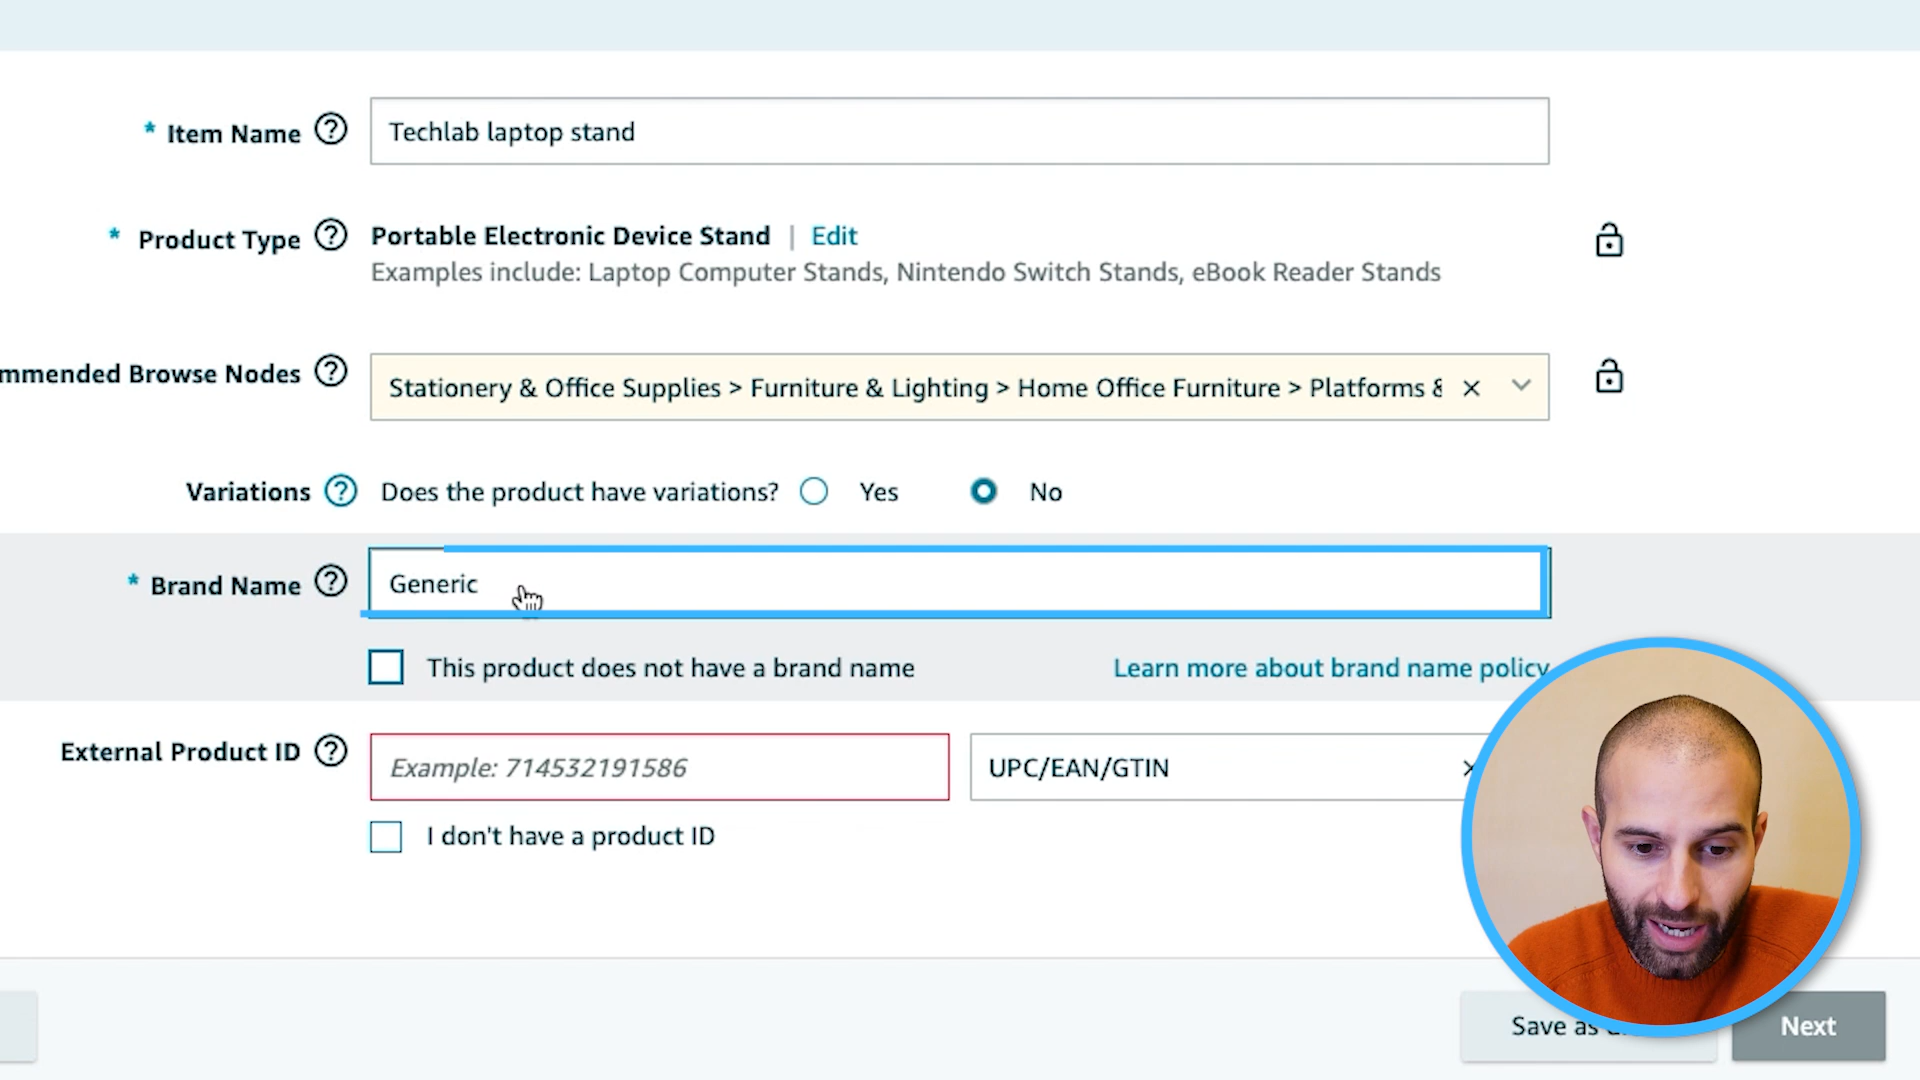 * Item Name
Techlab laptop stand
* Product Type
Portable Electronic Device Stand | Edit
Examples include: Laptop Computer Stands, Nintendo Switch Stands, eBook Reader Stands
mmended Browse Nodes
Stationery & Office Supplies > Furniture & Lighting > Home Office Furniture > Platforms &
Variations
Does the product have variations? Yes No
* Brand Name
Generic
This product does not have a brand name
Learn more about brand name policy
External Product ID
Example: 714532191586
UPC/EAN/GTIN
I don't have a product ID
Save as
Next